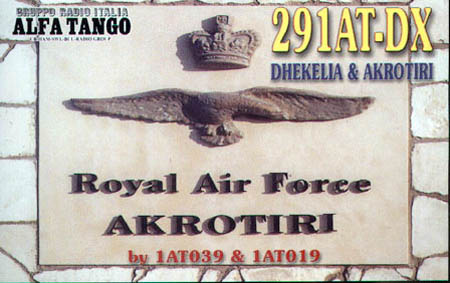 GRUPPO RADIO ITALIA
ALFA TANGO
291AT-DX
DHEKELIA & AKROTIRI
Royal Air Force
AKROTIRI
by 1AT039 & 1AT019